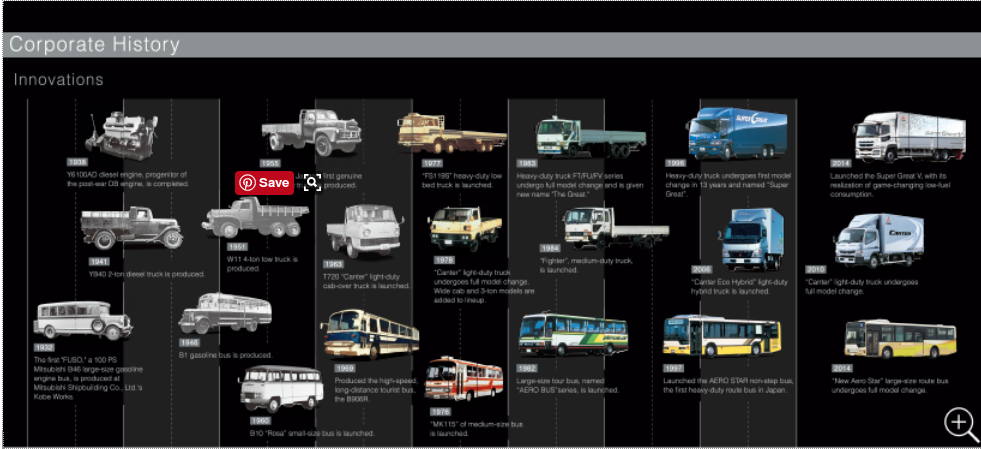 Corporate History
Innovations
1938
Y6100AD diesel engine, progenitor of
the post-war DB engine, is completed.
1953
first genuine
produced.
Save
1977
"FS119S" heavy-duty low
bed truck is launched.
1983
Heavy-duty truck FT/FU/FV series
undergo full model change and is given
new name "The Great."
1996
Heavy-duty truck undergoes first model
change in 13 years and named "Super
Great".
SUPER GREAT
2014
Launched the Super Great V, with its
realization of game-changing low-fuel
consumption.
1941
YB40 2-ton diesel truck is produced.
1951
W11 4-ton tow truck is
produced.
1963
T720 "Canter" light-duty
cab-over truck is launched.
1978
"Canter" light-duty truck
undergoes full model change.
Wide cab and 3-ton models are
added to lineup.
1984
"Fighter", medium-duty truck,
is launched.
2006
"Canter Eco Hybrid" light-duty
hybrid truck is launched.
CANTER
2010
"Canter" light-duty truck undergoes
full model change.
1932
The first "FUSO," a 100 PS
Mitsubishi B46 large-size gasoline
engine bus, is produced at
Mitsubishi Shipbuilding Co., Ltd.'s
Kobe Works.
1946
B1 gasoline bus is produced.
1960
B10 "Rosa" small-size bus is launched.
1969
Produced the high-speed,
long-distance tourist bus,
the B906R.
1976
"MK115" of medium-size bus
is launched.
1982
Large-size tour bus, named
"AERO BUS"series, is launched.
1997
Launched the AERO STAR non-step bus,
the first heavy-duty route bus in Japan.
2014
"New Aero Star" large-size route bus
undergoes full model change.